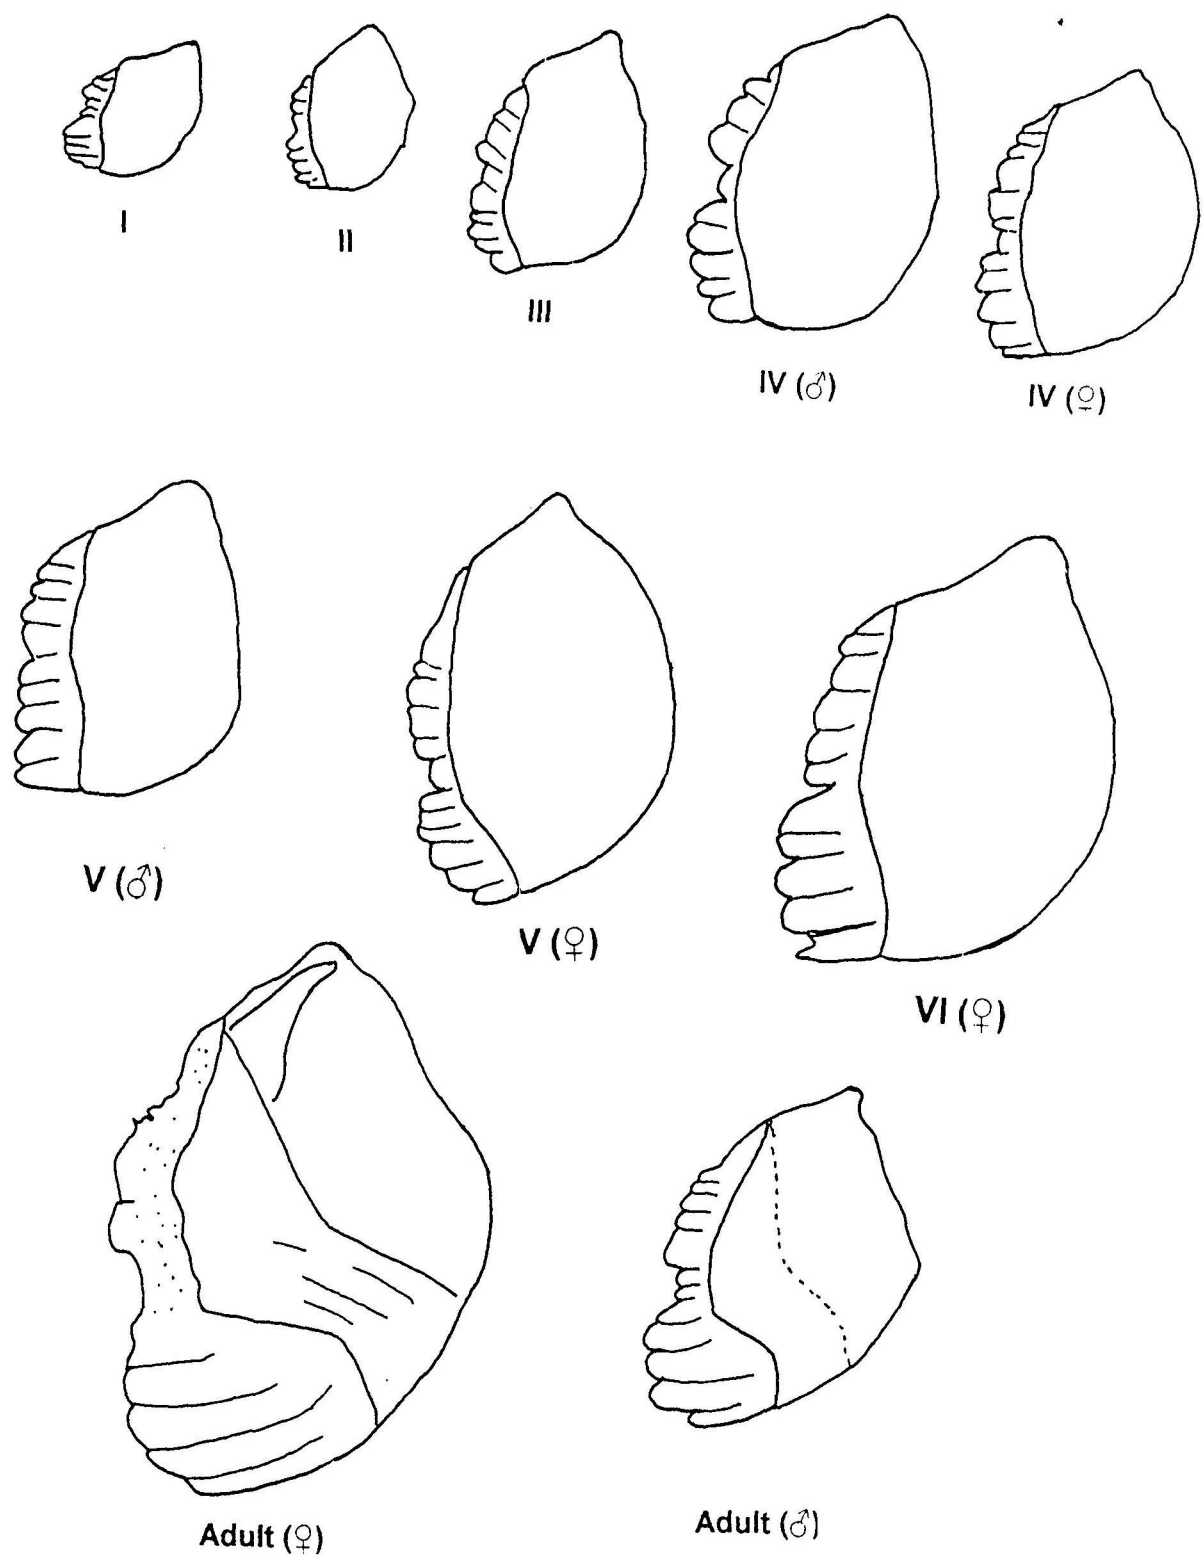 I
II
III
IV (♂)
IV (♀)
V (♂)
V (♀)
VI (♀)
Adult (♀)
Adult (♂)